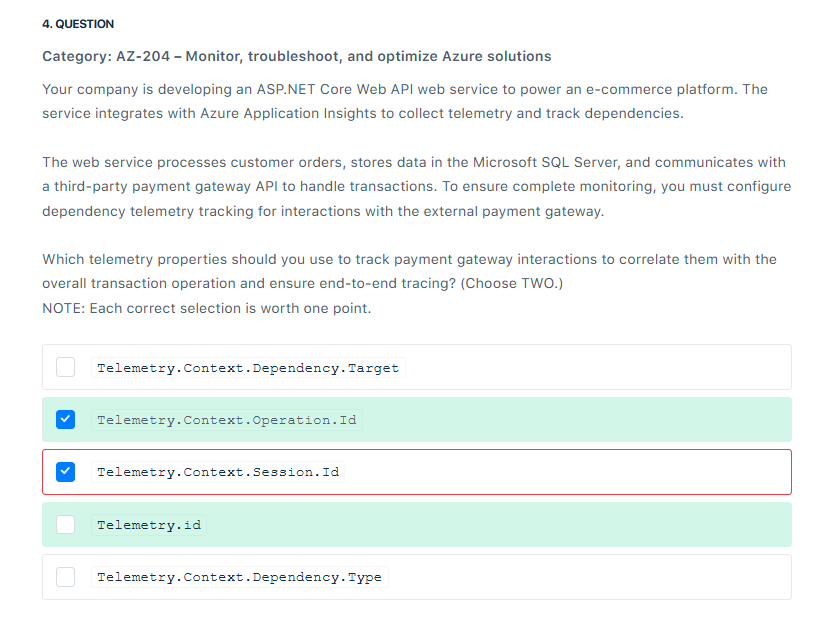 4. QUESTION
Category: AZ-204 – Monitor, troubleshoot, and optimize Azure solutions
Your company is developing an ASP.NET Core Web API web service to power an e-commerce platform. The
service integrates with Azure Application Insights to collect telemetry and track dependencies.
The web service processes customer orders, stores data in the Microsoft SQL Server, and communicates with
a third-party payment gateway API to handle transactions. To ensure complete monitoring, you must configure
dependency telemetry tracking for interactions with the external payment gateway.
Which telemetry properties should you use to track payment gateway interactions to correlate them with the
overall transaction operation and ensure end-to-end tracing? (Choose TWO.)
NOTE: Each correct selection is worth one point.
Telemetry.Context.Dependency.Target
Telemetry.Context.Operation.Id
Telemetry.Context.Session.Id
Telemetry.id
Telemetry.Context.Dependency.Type